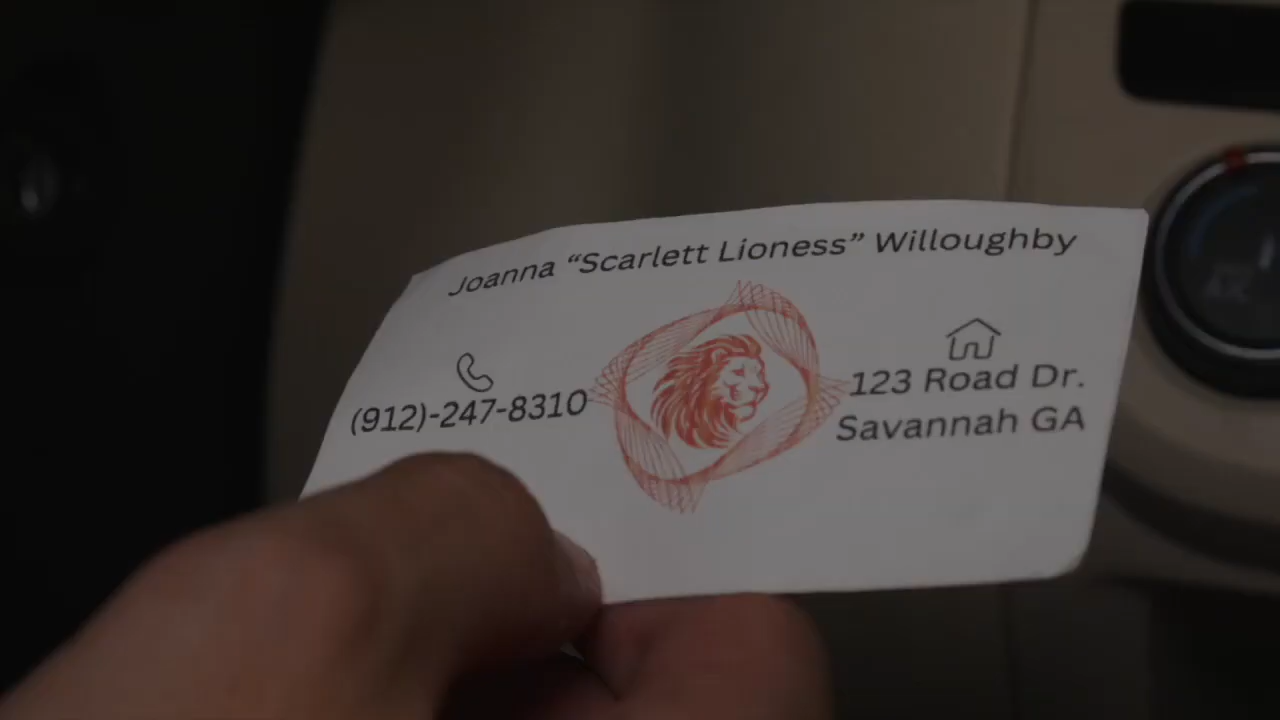 Joanna “Scarlett Lioness” Willoughby
(912)-247-8310
123 Road Dr.
Savannah GA